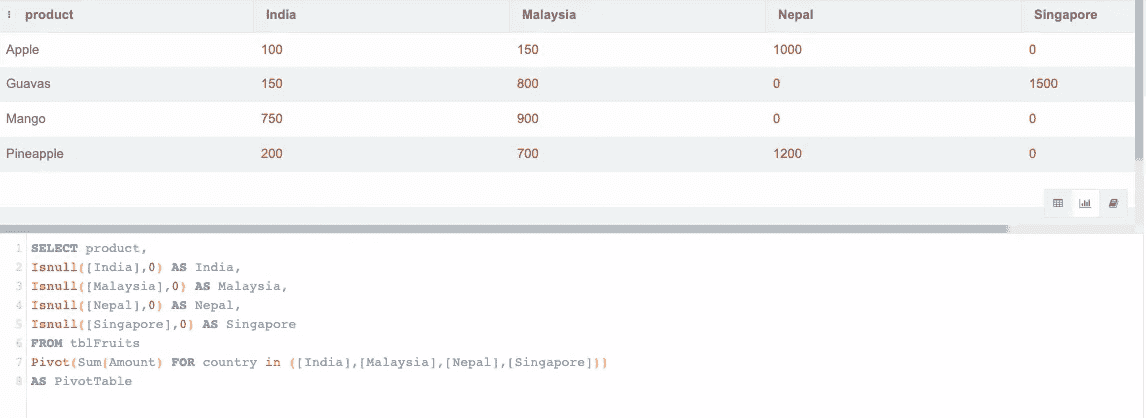 product India Malaysia Nepal Singapore
Apple 100 150 1000 0
Guavas 150 800 0 1500
Mango 750 900 0 0
Pineapple 200 700 1200 0
1 SELECT product,
2 Isnull([India],0) AS India,
3 Isnull([Malaysia],0) AS Malaysia,
4 Isnull([Nepal],0) AS Nepal,
5 Isnull([Singapore],0) AS Singapore
6 FROM tblFruits
7 Pivot(Sum(Amount) FOR country in ([India],[Malaysia],[Nepal],[Singapore]))
8 AS PivotTable